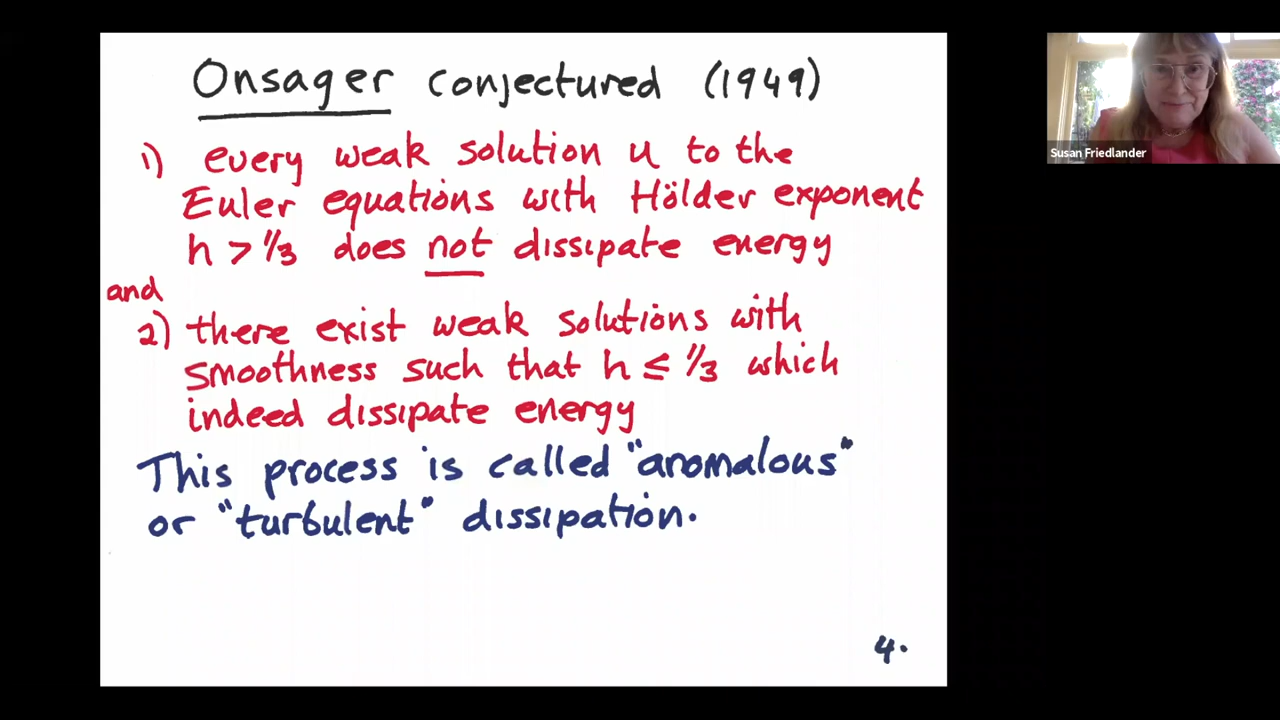 Onsager conjectured (1949)
1) every weak solution u to the
Euler equations with Hölder exponent
h > 1/3 does not dissipate energy
and
2) there exist weak solutions with
smoothness such that h ≤ 1/3 which
indeed dissipate energy
This process is called "anomalous"
or "turbulent" dissipation.
4.
Susan Friedlander